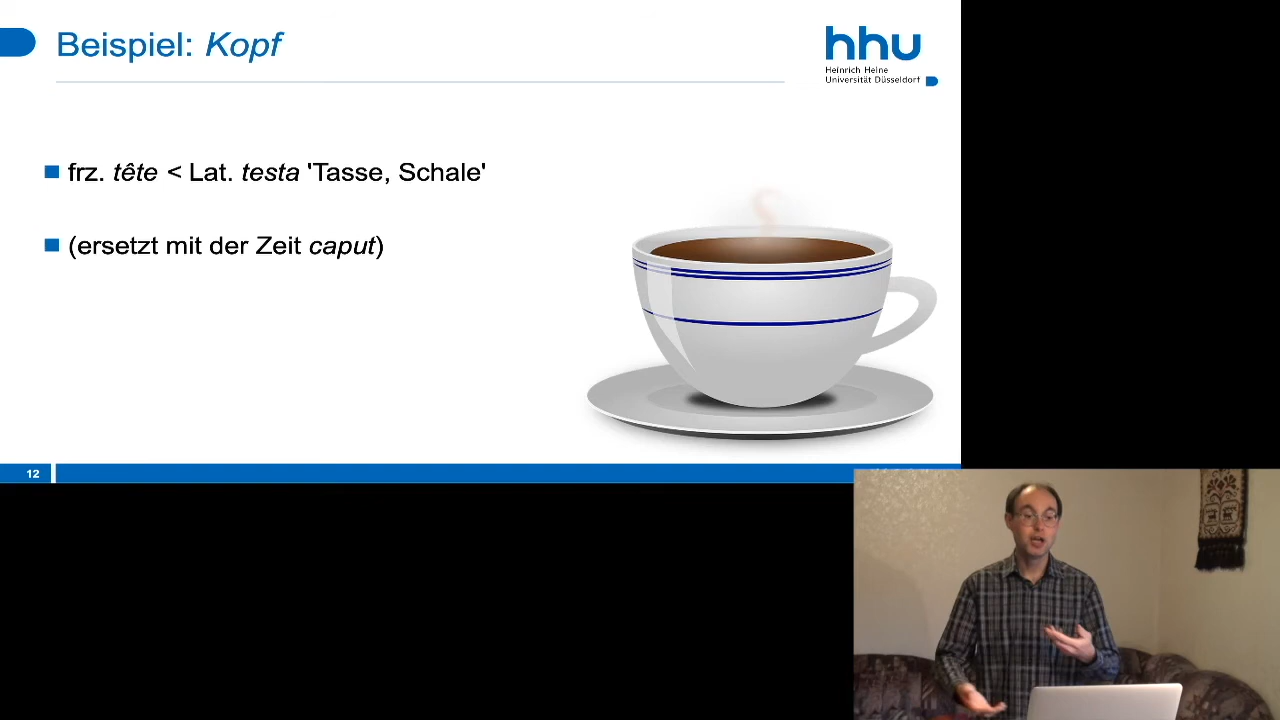 Beispiel: Kopf
hhu
Heinrich Heine
Universität Düsseldorf
frz. tête < Lat. testa 'Tasse, Schale'
(ersetzt mit der Zeit caput)
12